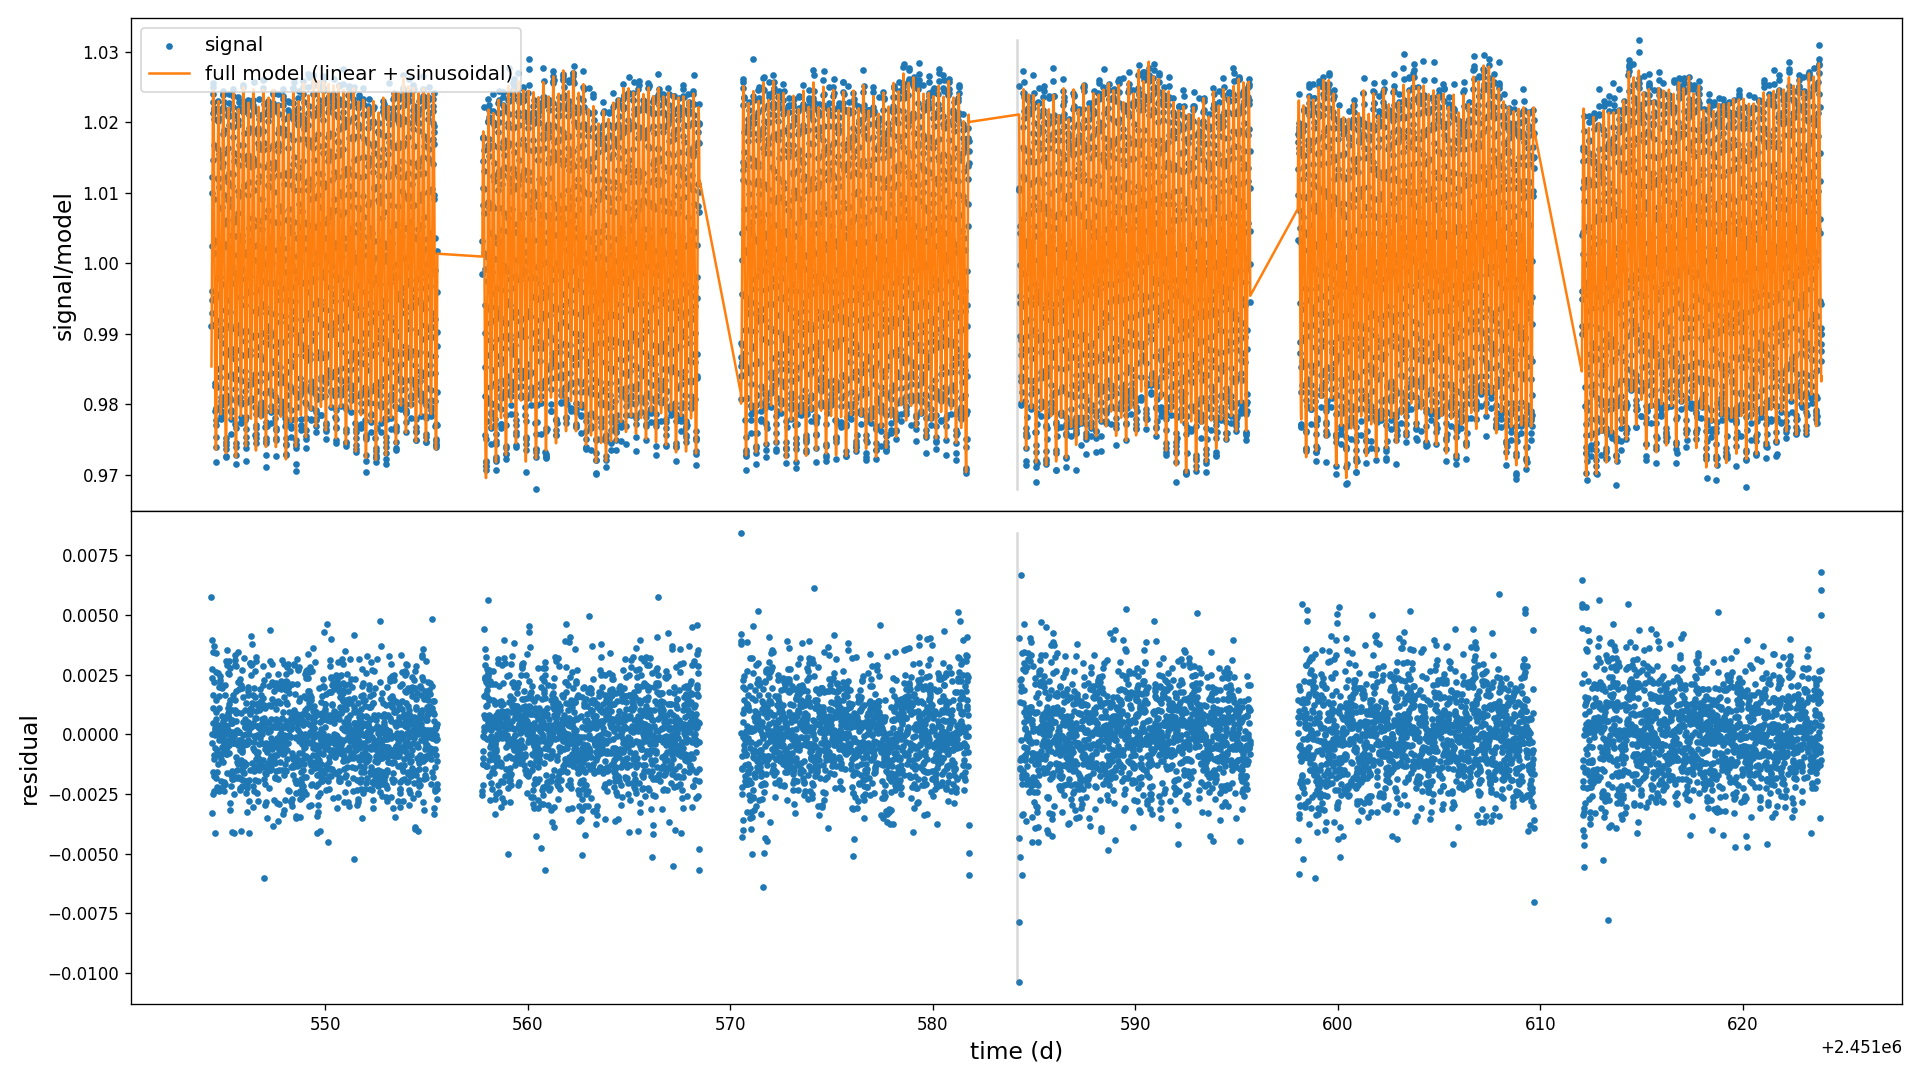 signal
full model (linear + sinusoidal)
signal/model
1.03
1.02
1.01
1.00
0.99
0.98
0.97
residual
0.0075
0.0050
0.0025
0.0000
−0.0025
−0.0050
−0.0075
−0.0100
550 560 570 580 590 600 610 620
time (d)
+2.451e6